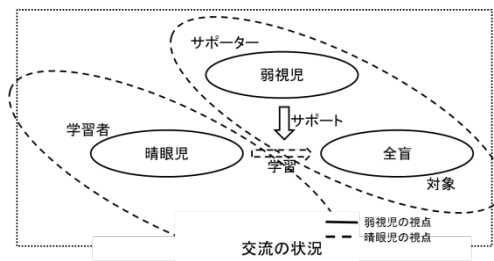 サポーター
弱視児
サポート
学習者
晴眼児
学習
全盲
対象
弱視児の視点
晴眼児の視点
交流の状況